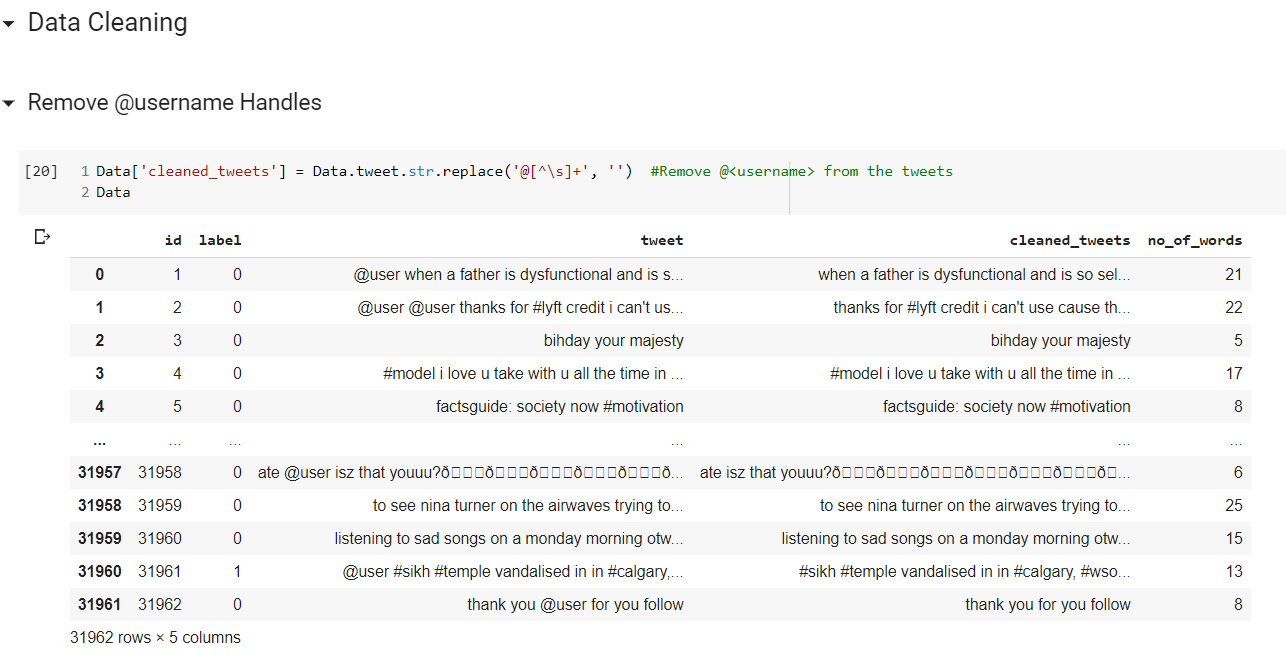 Data Cleaning
Remove @username Handles
[20] 1 Data['cleaned_tweets'] = Data.tweet.str.replace('@[^\s]+', '') #Remove @<username> from the tweets
2 Data
id label tweet cleaned_tweets no_of_words
0 1 0 @user when a father is dysfunctional and is s... when a father is dysfunctional and is so sel... 21
1 2 0 @user @user thanks for #lyft credit i can't us... thanks for #lyft credit i can't use cause th... 22
2 3 0 bihday your majesty bihday your majesty 5
3 4 0 #model i love u take with u all the time in ... #model i love u take with u all the time in ... 17
4 5 0 factsguide: society now #motivation factsguide: society now #motivation 8
... ... ... ... ... ...
31957 31958 0 ate @user isz that youuu?ð□□□ð□□□ð□□□ð□□□ð□□□ð... ate isz that youuu?ð□□□ð□□□ð□□□ð□□□ð□□□ð□□□ð□... 6
31958 31959 0 to see nina turner on the airwaves trying to... to see nina turner on the airwaves trying to... 25
31959 31960 0 listening to sad songs on a monday morning otw... listening to sad songs on a monday morning otw... 15
31960 31961 1 @user #sikh #temple vandalised in in #calgary,... #sikh #temple vandalised in in #calgary, #wso... 13
31961 31962 0 thank you @user for you follow thank you for you follow 8
31962 rows × 5 columns